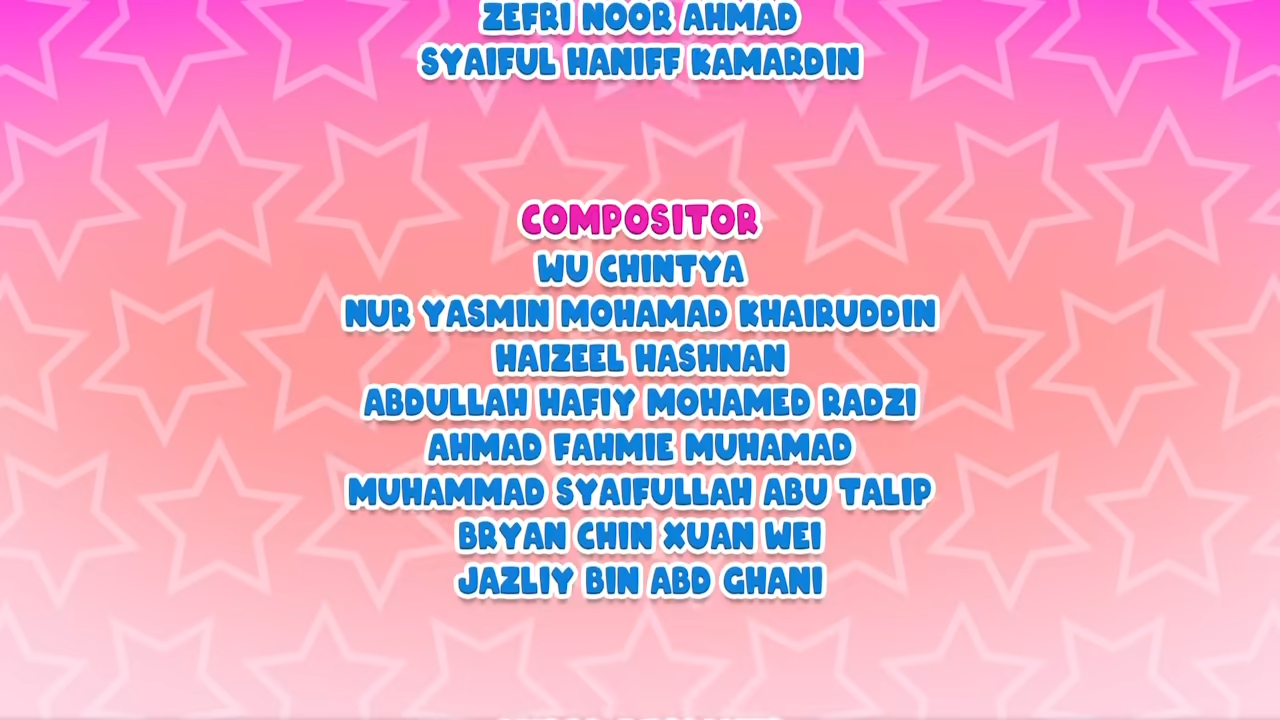 ZEFRI NOOR AHMAD
SYAIFUL HANIFF KAMARDIN
COMPOSITOR
WU CHINTYA
NUR YASMIN MOHAMAD KHAIRUDDIN
HAIZEEL HASHNAN
ABDULLAH HAFIY MOHAMED RADZI
AHMAD FAHMIE MUHAMAD
MUHAMMAD SYAIFULLAH ABU TALIP
BRYAN CHIN XUAN WEI
JAZLIY BIN ABD GHANI